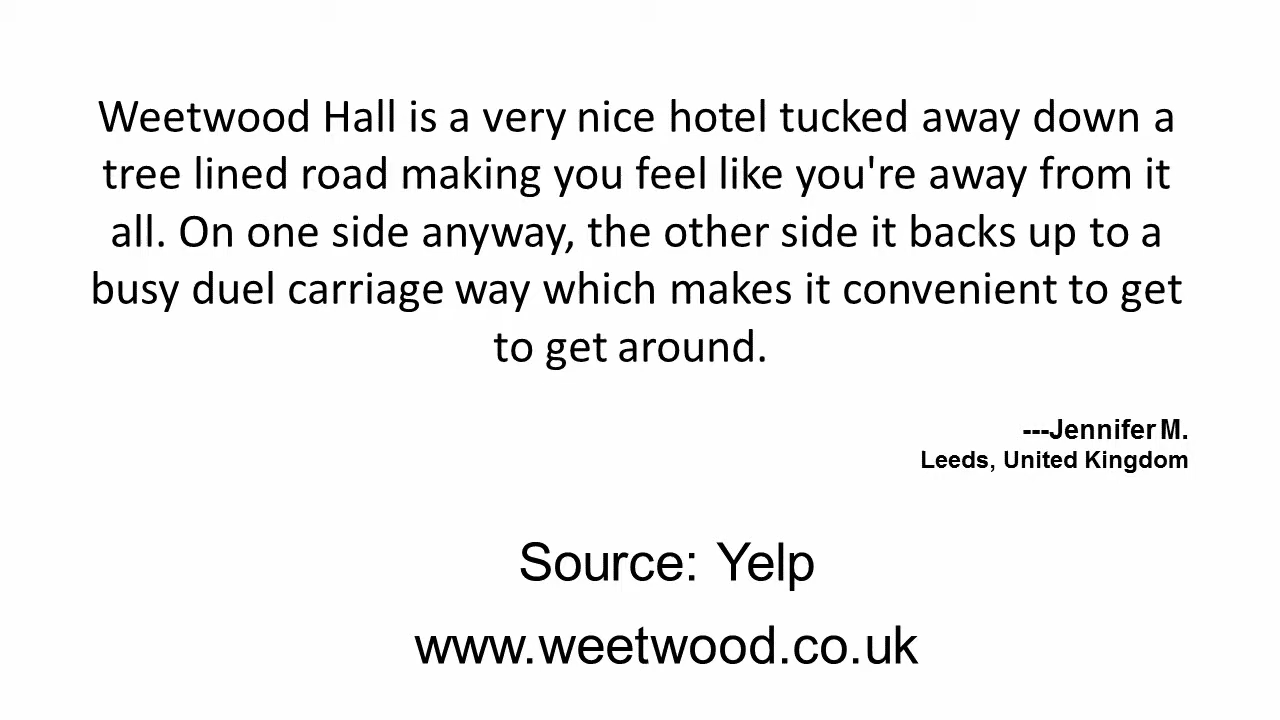 Weetwood Hall is a very nice hotel tucked away down a
tree lined road making you feel like you're away from it
all. On one side anyway, the other side it backs up to a
busy duel carriage way which makes it convenient to get
to get around.
---Jennifer M.
Leeds, United Kingdom
Source: Yelp
www.weetwood.co.uk